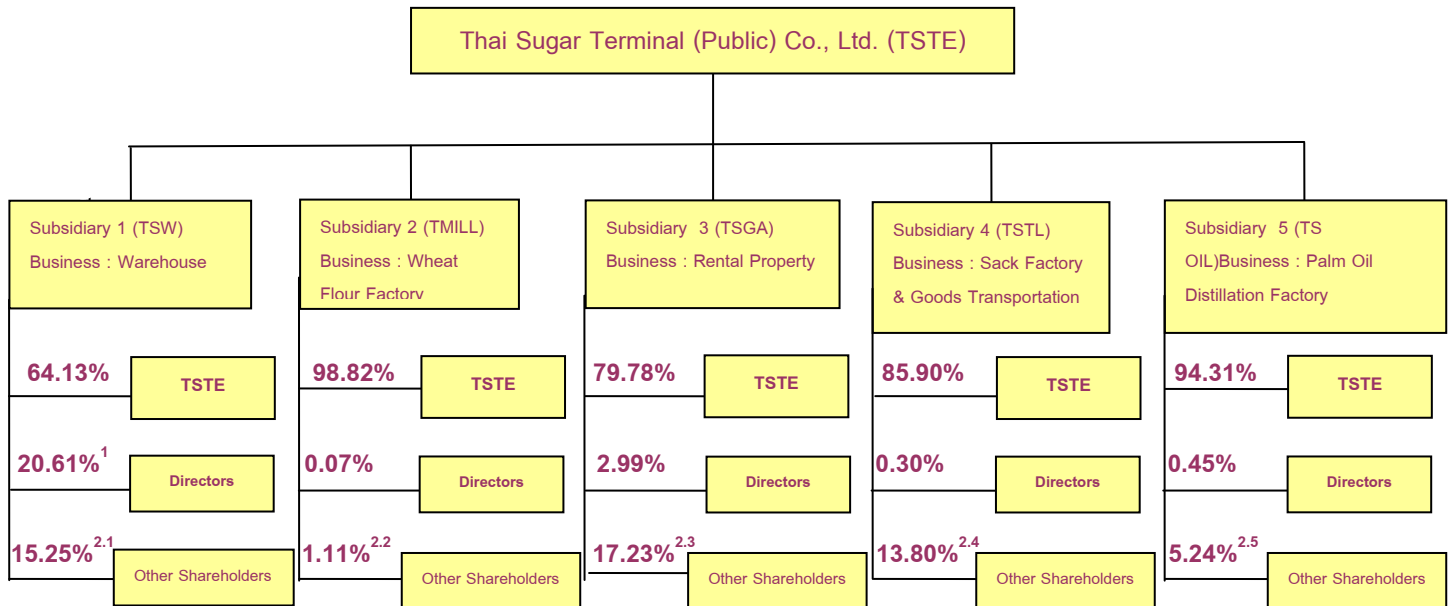 Thai Sugar Terminal (Public) Co., Ltd. (TSTE)
Subsidiary 1 (TSW)
Business : Warehouse
Subsidiary 2 (TMILL)
Business : Wheat
Flour Factory
Subsidiary 3 (TSGA)
Business : Rental Property
Subsidiary 4 (TSTL)
Business : Sack Factory
& Goods Transportation
Subsidiary 5 (TS
OIL)Business : Palm Oil
Distillation Factory
64.13% TSTE 98.82% TSTE 79.78% TSTE 85.90% TSTE 94.31% TSTE
20.61%1 Directors 0.07% Directors 2.99% Directors 0.30% Directors 0.45% Directors
15.25%2.1 Other Shareholders 1.11%2.2 Other Shareholders 17.23%2.3 Other Shareholders 13.80%2.4 Other Shareholders 5.24%2.5 Other Shareholders